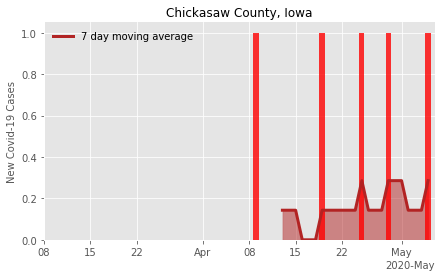 Chickasaw County, Iowa
7 day moving average
New Covid-19 Cases
1.0
0.8
0.6
0.4
0.2
0.0
08 15 22 Apr 08 15 22 May
2020-May